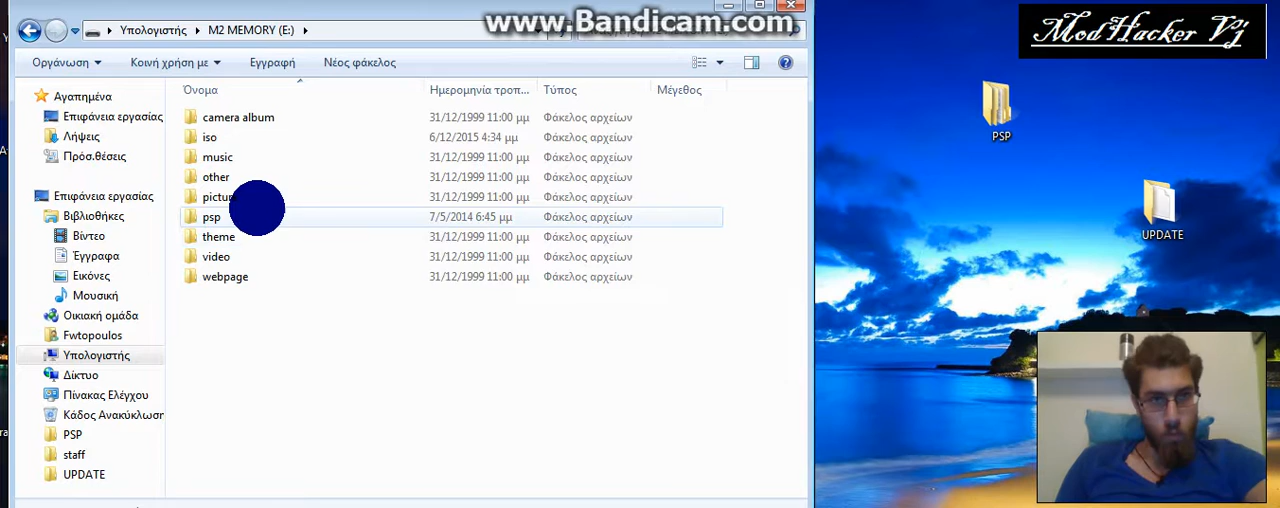 www.Bandicam.com
ModHacker V1
Υπολογιστής
M2 MEMORY (E:)
Οργάνωση
Κοινή χρήση με
Εγγραφή
Νέος φάκελος
Όνομα
Ημερομηνία τροπ...
Τύπος
Μέγεθος
camera album 31/12/1999 11:00 μμ Φάκελος αρχείων
iso 6/12/2015 4:34 μμ Φάκελος αρχείων
music 31/12/1999 11:00 μμ Φάκελος αρχείων
other 31/12/1999 11:00 μμ Φάκελος αρχείων
pictu 31/12/1999 11:00 μμ Φάκελος αρχείων
psp 7/5/2014 6:45 μμ Φάκελος αρχείων
theme 31/12/1999 11:00 μμ Φάκελος αρχείων
video 31/12/1999 11:00 μμ Φάκελος αρχείων
webpage 31/12/1999 11:00 μμ Φάκελος αρχείων
Αγαπημένα
Επιφάνεια εργασίας
Λήψεις
Πρόσ.θέσεις
Επιφάνεια εργασίας
Βιβλιοθήκες
Βίντεο
Έγγραφα
Εικόνες
Μουσική
Οικιακή ομάδα
Fwtopoulos
Υπολογιστής
Δίκτυο
Πίνακας Ελέγχου
Κάδος Ανακύκλωση
PSP
staff
UPDATE
PSP
UPDATE